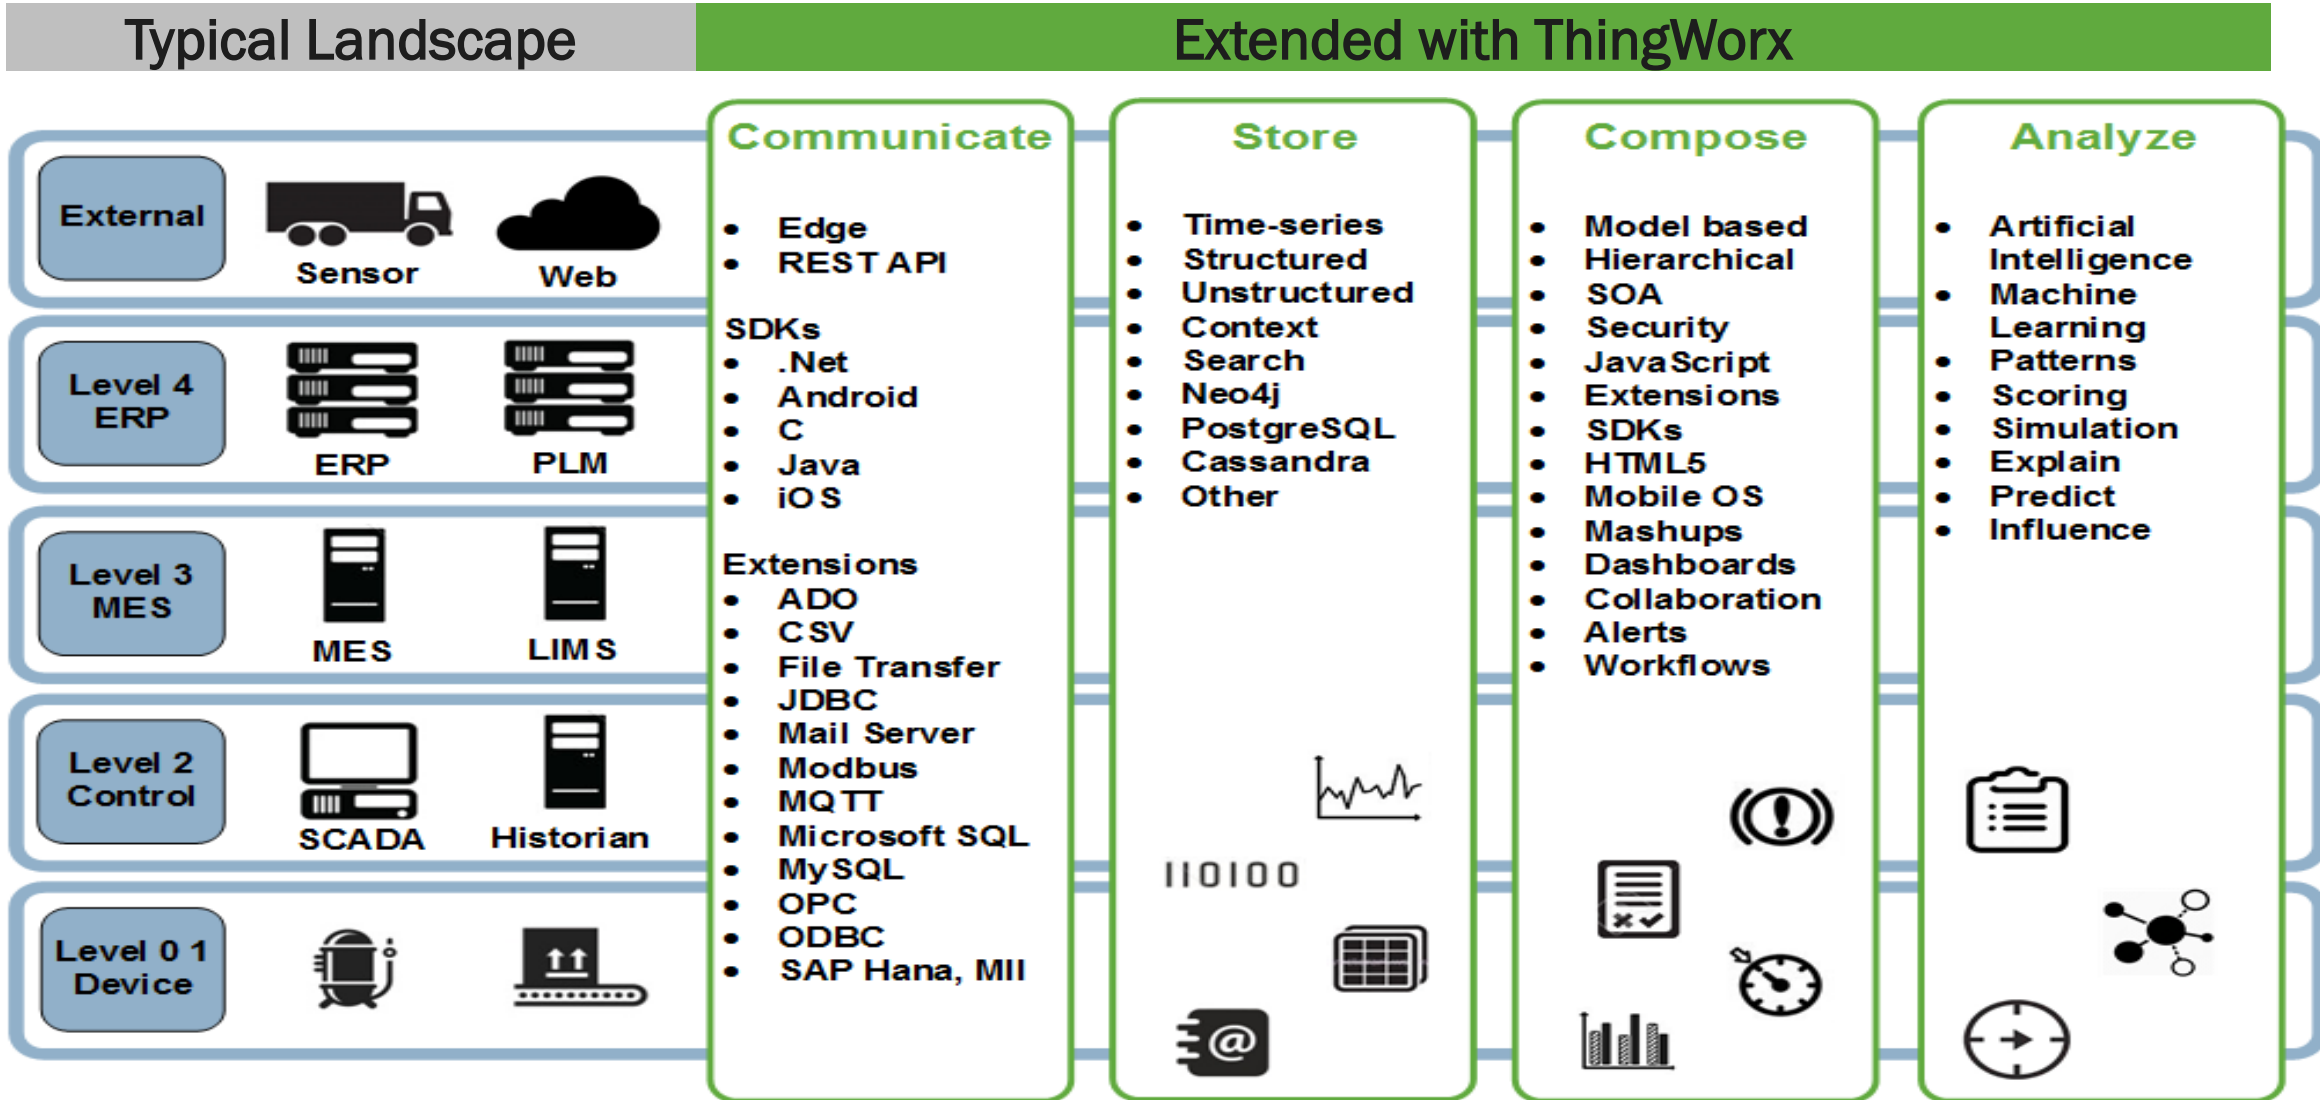 Typical Landscape
Extended with ThingWorx
External
Sensor
Web
Level 4
ERP
ERP
PLM
Level 3
MES
MES
LIMS
Level 2
Control
SCADA
Historian
Level 0 1
Device
Communicate
• Edge
• REST API
SDKs
• .Net
• Android
• C
• Java
• iOS
Extensions
• ADO
• CSV
• File Transfer
• JDBC
• Mail Server
• Modbus
• MQTT
• Microsoft SQL
• MySQL
• OPC
• ODBC
• SAP Hana, MII
Store
• Time-series
• Structured
• Unstructured
• Context
• Search
• Neo4j
• PostgreSQL
• Cassandra
• Other
110100
@
Compose
• Model based
• Hierarchical
• SOA
• Security
• JavaScript
• Extensions
• SDKs
• HTML5
• Mobile OS
• Mashups
• Dashboards
• Collaboration
• Alerts
• Workflows
Analyze
• Artificial
Intelligence
• Machine
Learning
• Patterns
• Scoring
• Simulation
• Explain
• Predict
• Influence